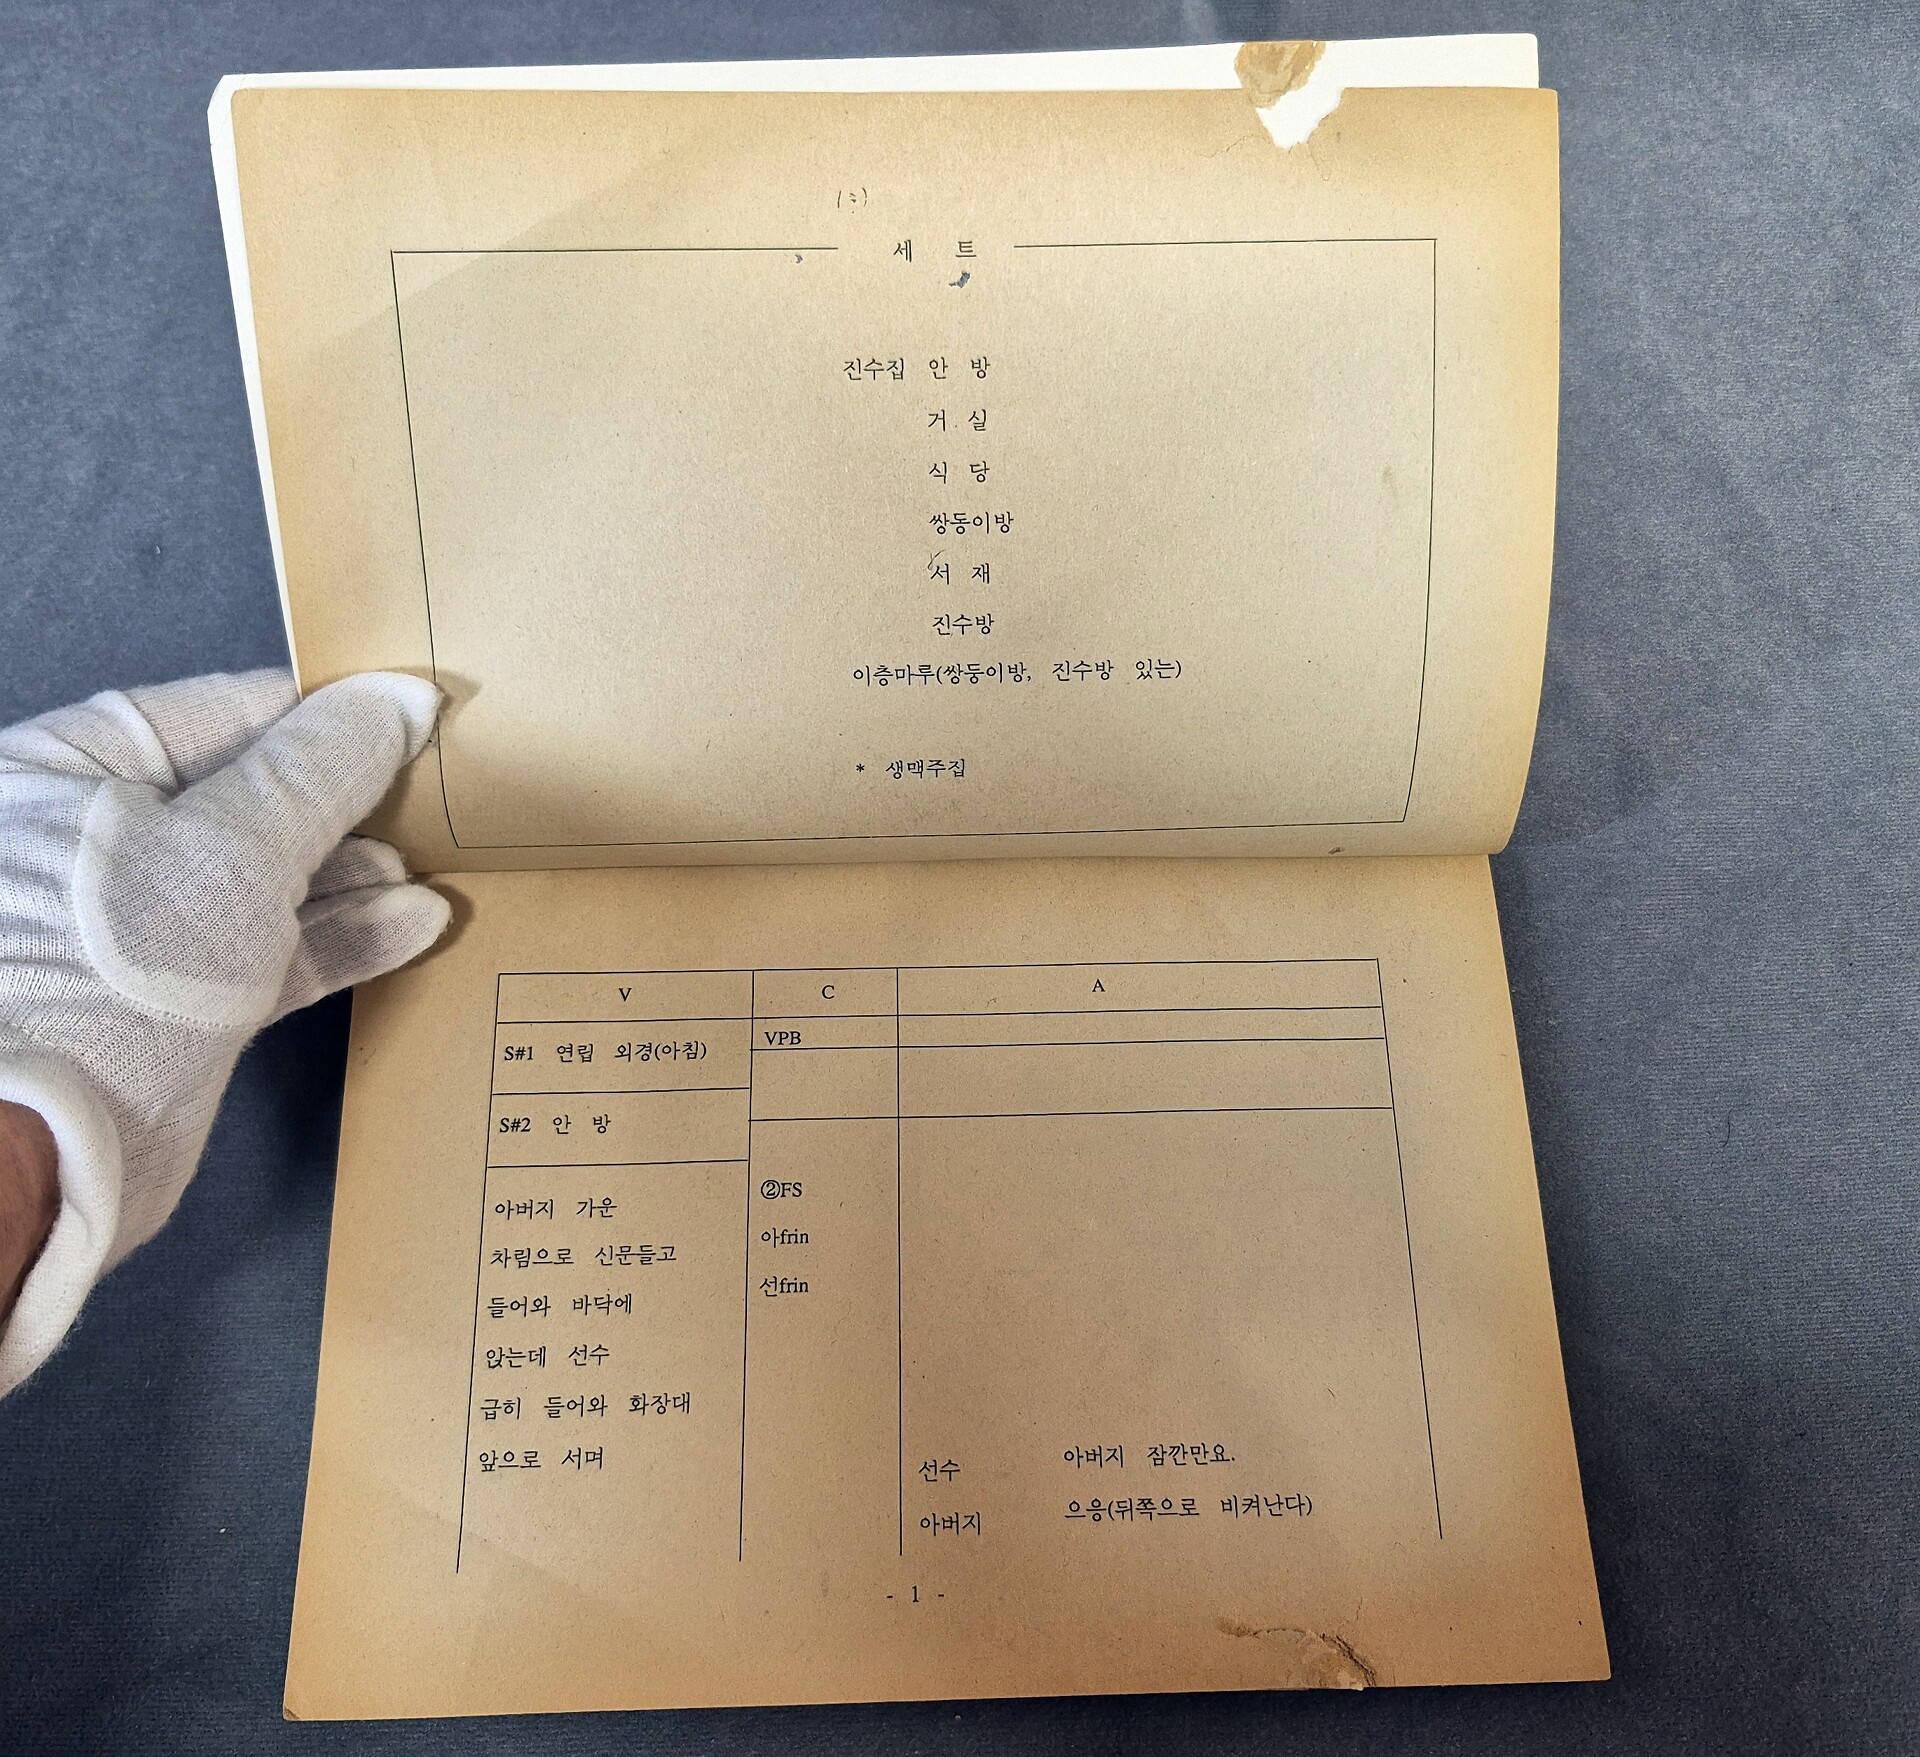 세 트
진수집 안 방
거 실
식 당
쌍동이방
서 재
진수방
이층마루(쌍둥이방, 진수방 있는)
* 생맥주집
V C A
S#1 연립 외경(아침) VPB
S#2 안 방
아버지 가운 ②FS
차림으로 신문들고 아frin
들어와 바닥에 선frin
앉는데 선수
급히 들어와 화장대
앞으로 서며
선수 아버지 잠깐만요.
아버지 으응(뒤쪽으로 비켜난다)
- 1 -